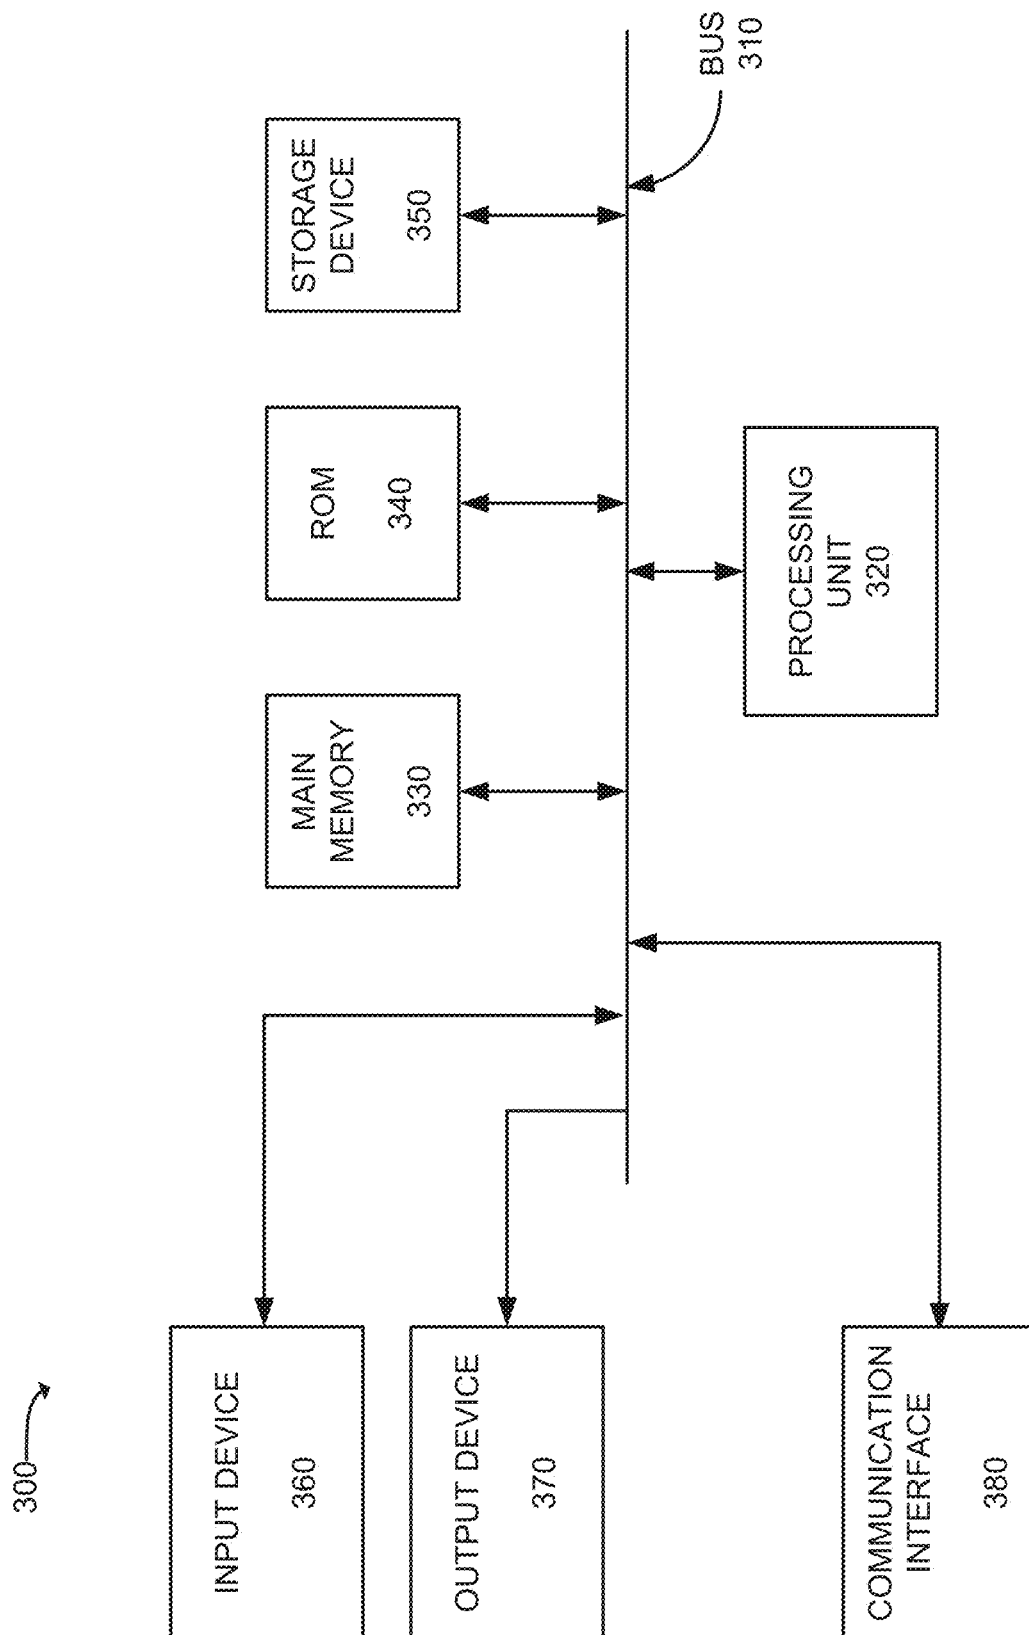 300
MAIN
MEMORY
330
ROM
340
STORAGE
DEVICE
350
INPUT DEVICE
360
OUTPUT DEVICE
370
COMMUNICATION
INTERFACE
380
PROCESSING
UNIT
320
BUS
310